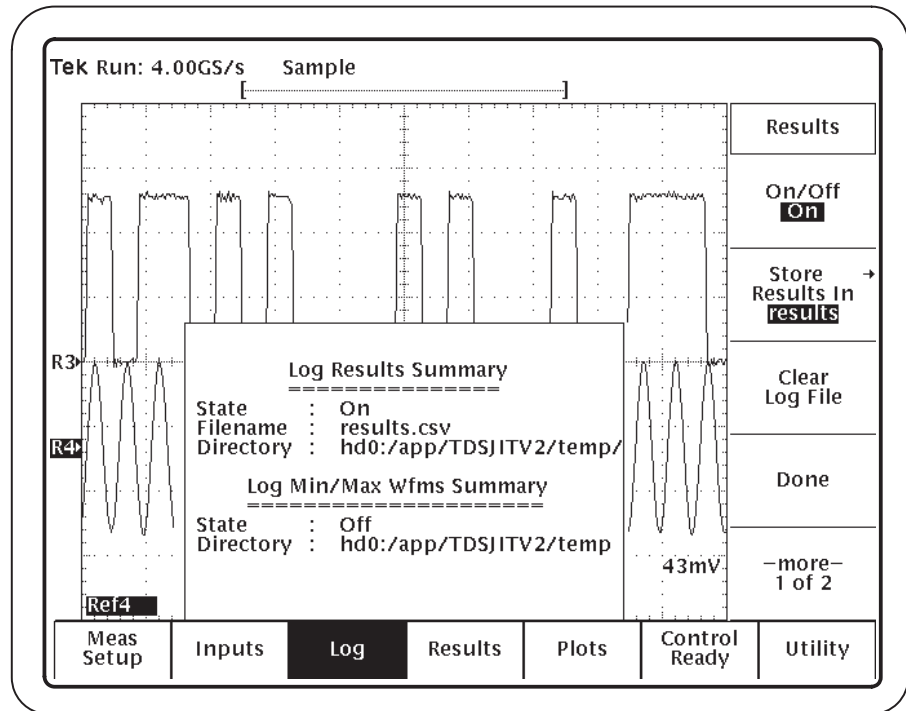 Tek Run: 4.00GS/s Sample
Results
On/Off
On
Store
Results In
results
Clear
Log File
Done
-more-
1 of 2
R3
R4
Log Results Summary
================
State : On
Filename : results.csv
Directory : hd0:/app/TDSJITV2/temp/
Log Min/Max Wfms Summary
=====================
State : Off
Directory : hd0:/app/TDSJITV2/temp
43mV
Ref4
Meas
Setup
Inputs
Log
Results
Plots
Control
Ready
Utility